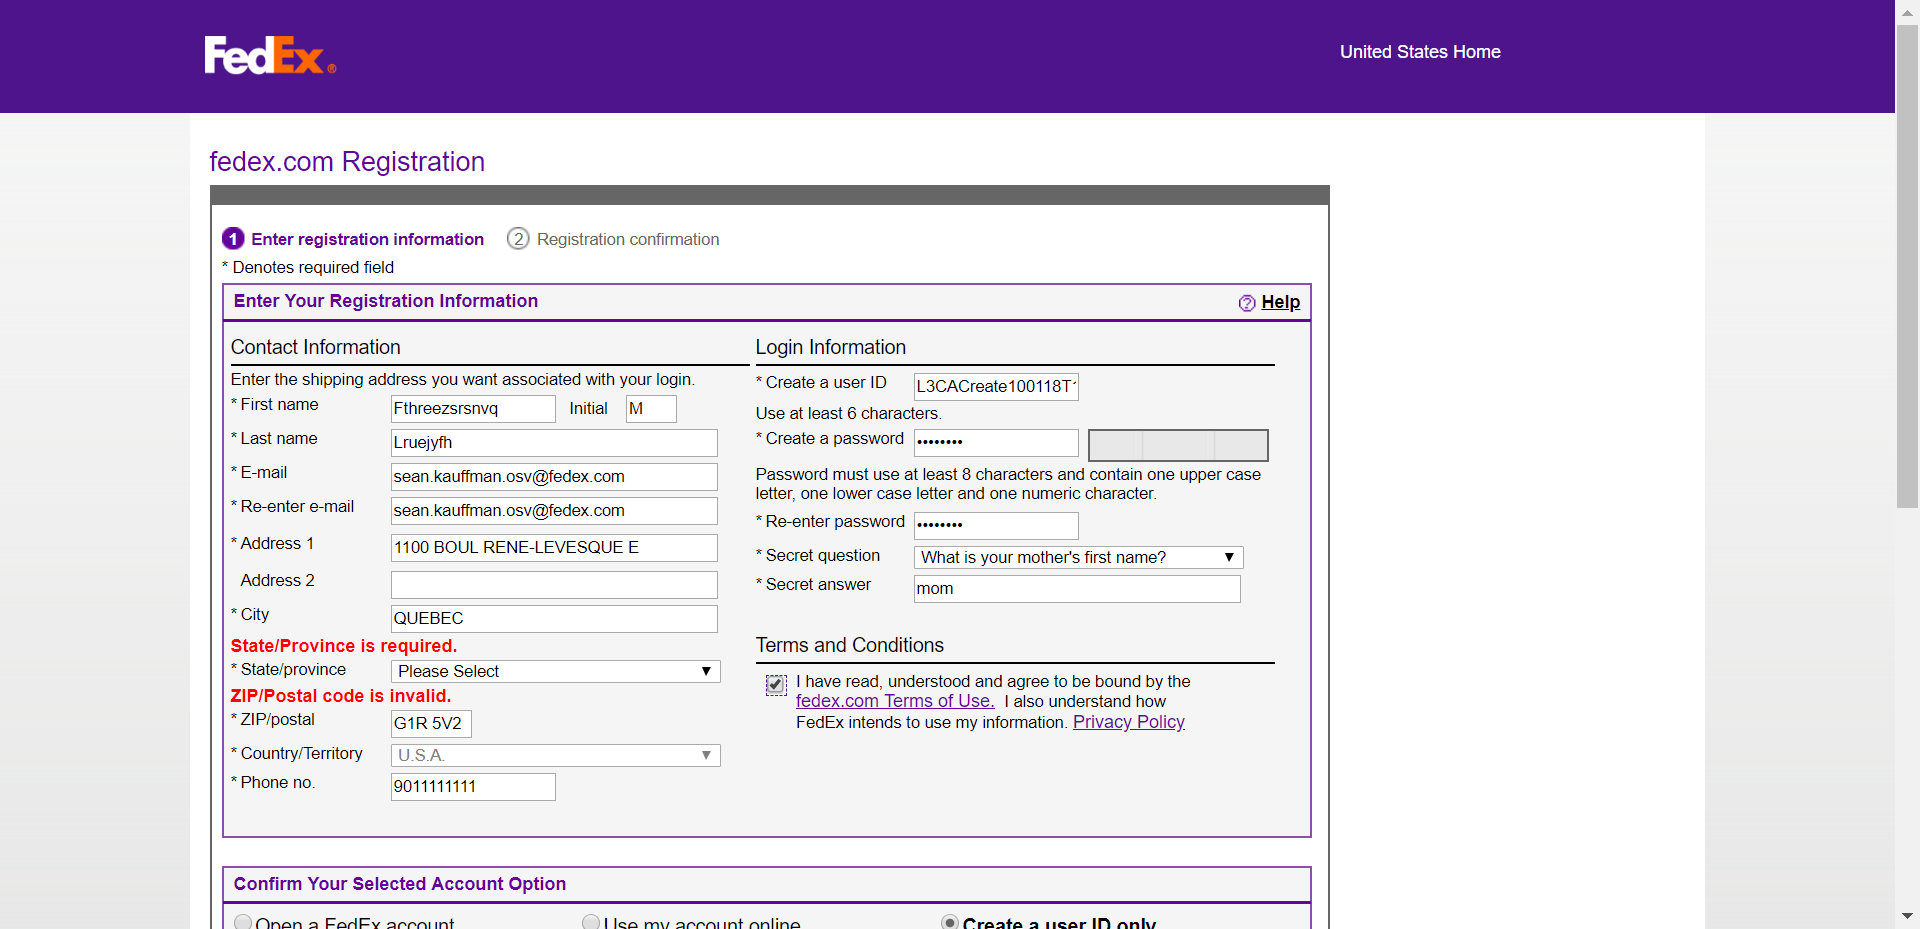 FedEx®
United States Home
fedex.com Registration
1 Enter registration information 2 Registration confirmation
* Denotes required field
Enter Your Registration Information
? Help
Contact Information
Enter the shipping address you want associated with your login.
* First name Fthreezsrsnvq Initial M
* Last name Lruejyfh
* E-mail sean.kauffman.osv@fedex.com
* Re-enter e-mail sean.kauffman.osv@fedex.com
* Address 1 1100 BOUL RENE-LEVESQUE E
Address 2
* City QUEBEC
State/Province is required.
* State/province Please Select
ZIP/Postal code is invalid.
* ZIP/postal G1R 5V2
* Country/Territory U.S.A.
* Phone no. 9011111111
Login Information
* Create a user ID L3CACreate100118T
Use at least 6 characters.
* Create a password ••••••••
Password must use at least 8 characters and contain one upper case
letter, one lower case letter and one numeric character.
* Re-enter password ••••••••
* Secret question What is your mother's first name?
* Secret answer mom
Terms and Conditions
I have read, understood and agree to be bound by the
fedex.com Terms of Use. I also understand how
FedEx intends to use my information. Privacy Policy
Confirm Your Selected Account Option
Open a FedEx account Use my account online Create a user ID only